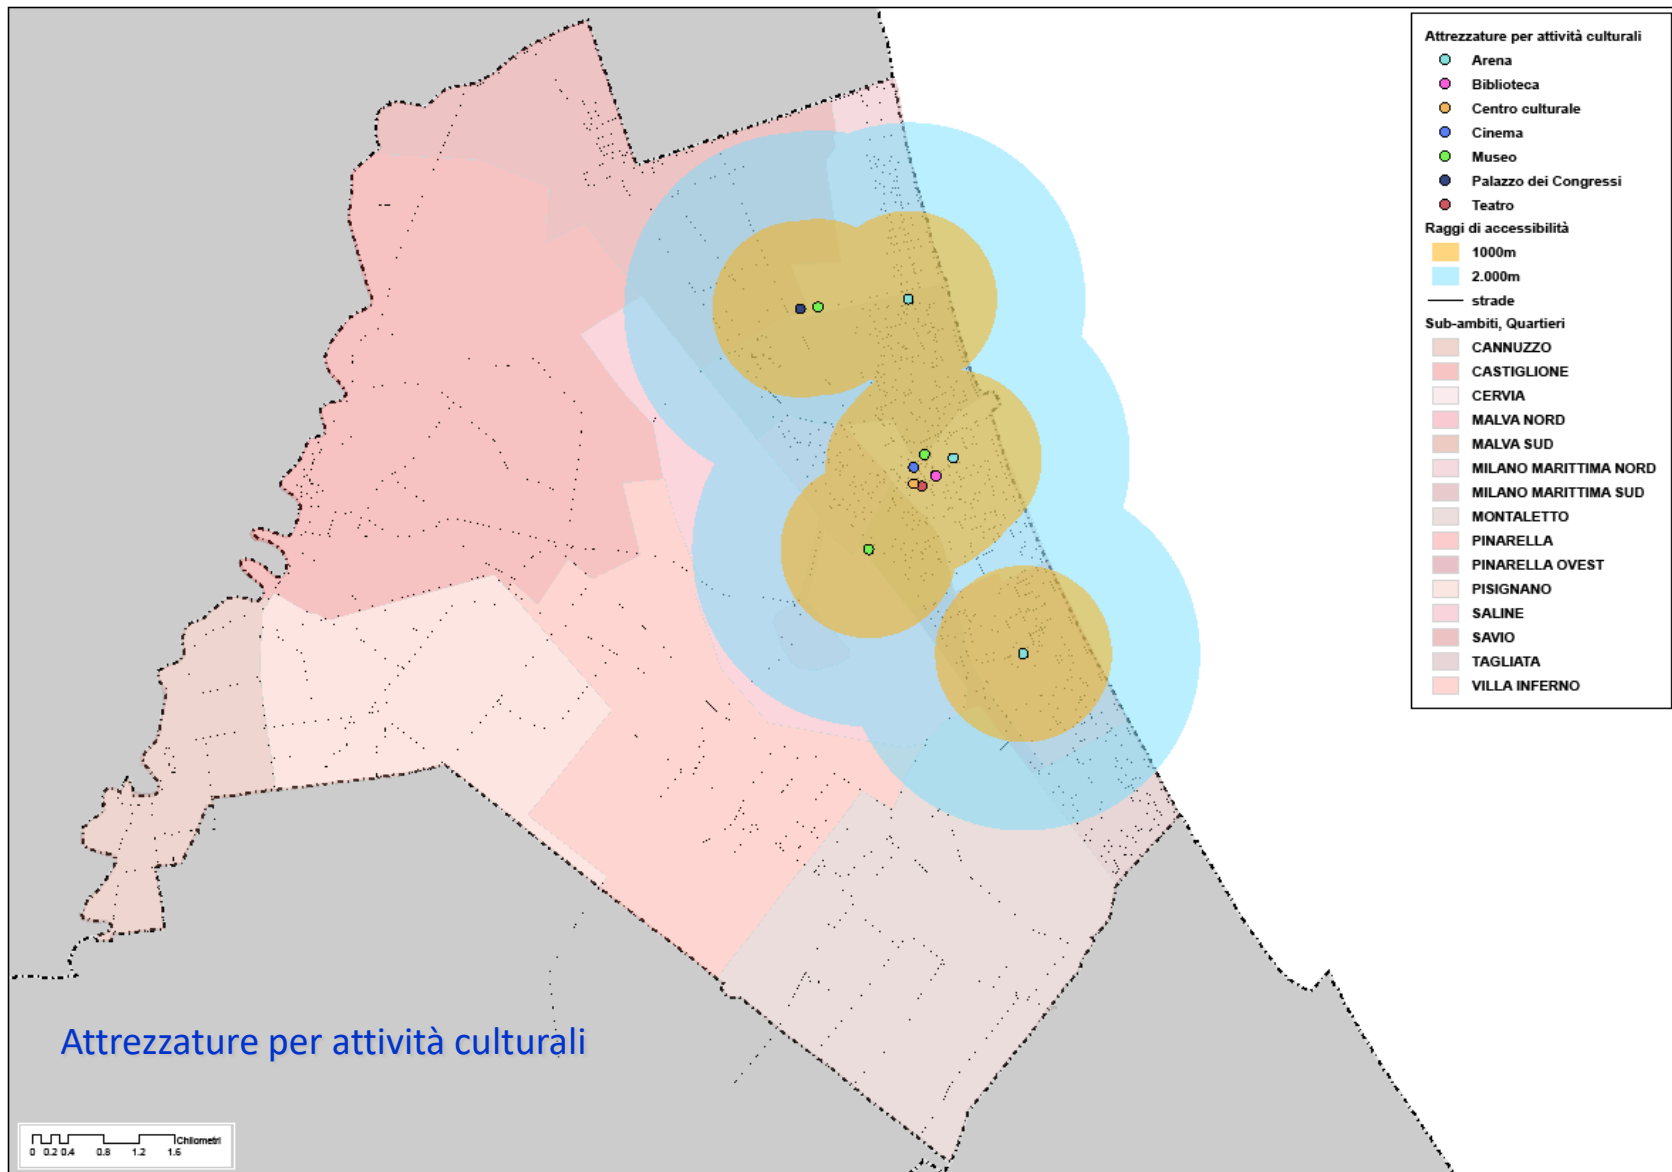 Attrezzature per attività culturali
Arena
Biblioteca
Centro culturale
Cinema
Museo
Palazzo dei Congressi
Teatro
Raggi di accessibilità
1000m
2.000m
strade
Sub-ambiti, Quartieri
CANNUZZO
CASTIGLIONE
CERVIA
MALVA NORD
MALVA SUD
MILANO MARITTIMA NORD
MILANO MARITTIMA SUD
MONTALETTO
PINARELLA
PINARELLA OVEST
PISIGNANO
SALINE
SAVIO
TAGLIATA
VILLA INFERNO
Attrezzature per attività culturali
Chilometri
0 0.2 0.4 0.8 1.2 1.6